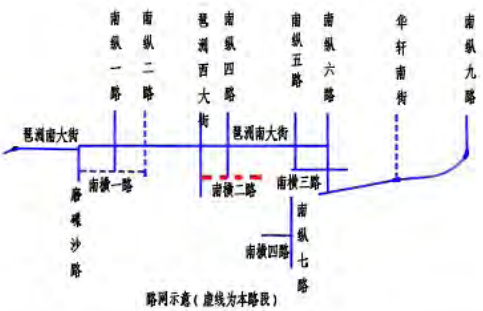 南纵一路
南纵二路
琶洲西大街
南纵四路
南纵五路
南纵六路
华轩南街
南纵九路
琶洲南大街
琶洲南大街
南横一路
南横二路
南横三路
磨碟沙路
南纵七路
南横四路
路网示意(虚线为本路段)